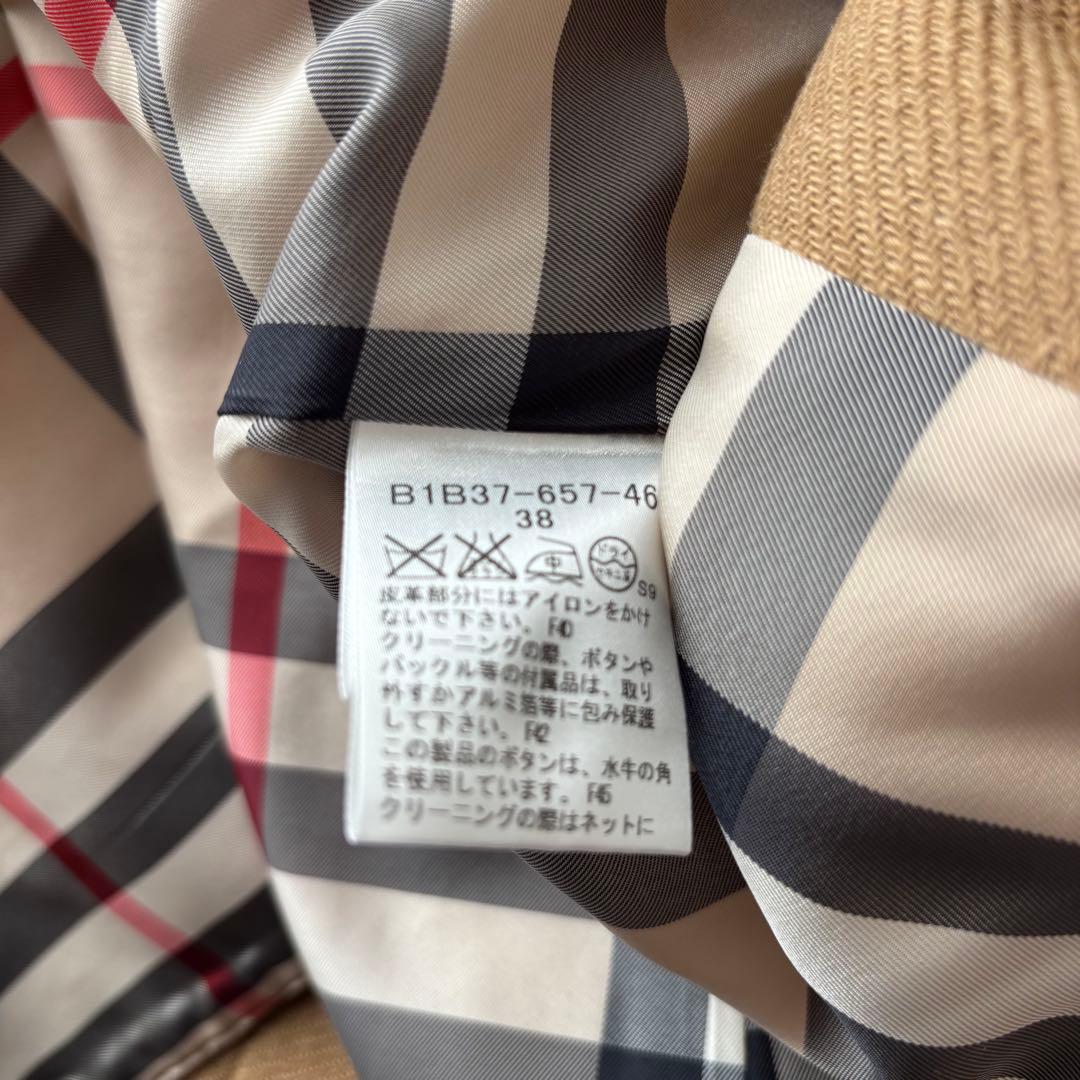 B1B37-657-46
38
中 ドライ セキユ系
S9
皮革部分にはアイロンをかけ
ないで下さい。F40
クリーニングの際、ボタンや
バックル等の付属品は、取り
外すかアルミ箔等に包み保護
して下さい。F42
この製品のボタンは、水牛の角
を使用しています。F45
クリーニングの際はネットに